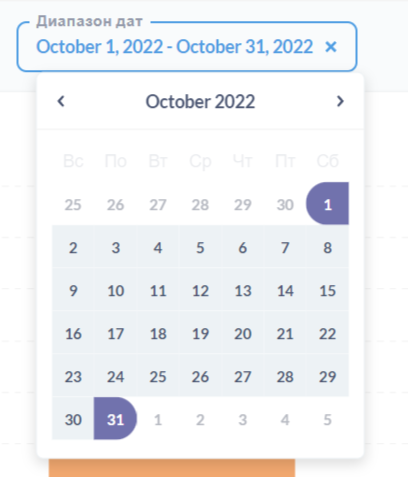 Диапазон дат
October 1, 2022 - October 31, 2022 ×
‹ October 2022 ›
Вс По Вт Ср Чт Пт Сб
25 26 27 28 29 30 1
2 3 4 5 6 7 8
9 10 11 12 13 14 15
16 17 18 19 20 21 22
23 24 25 26 27 28 29
30 31 1 2 3 4 5